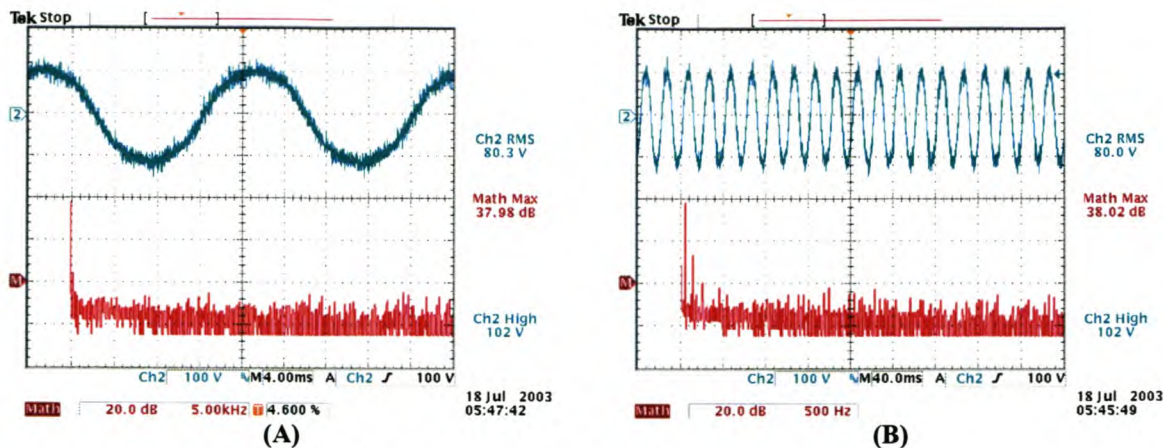 Tek Stop
2
Ch2 RMS
80.3 V
Math Max
37.98 dB
M
Ch2 High
102 V
Ch2 100 V M 4.00ms A Ch2 100 V
Math 20.0 dB 5.00kHz T 4.600 %
18 Jul 2003
05:47:42
(A)
Tek Stop
2
Ch2 RMS
80.0 V
Math Max
38.02 dB
M
Ch2 High
102 V
Ch2 100 V M 40.0ms A Ch2 100 V
Math 20.0 dB 500 Hz
18 Jul 2003
05:45:49
(B)